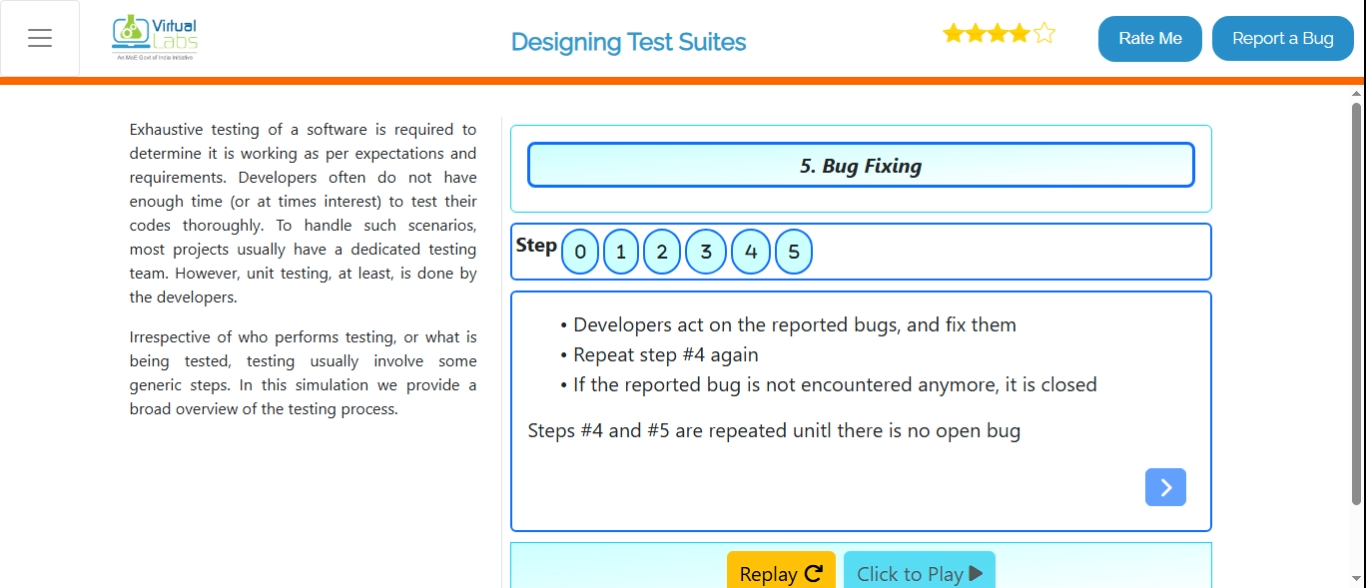 Virtual
Labs
An MoE Govt of India Initiative
Designing Test Suites
Rate Me
Report a Bug
Exhaustive testing of a software is required to
determine it is working as per expectations and
requirements. Developers often do not have
enough time (or at times interest) to test their
codes thoroughly. To handle such scenarios,
most projects usually have a dedicated testing
team. However, unit testing, at least, is done by
the developers.
Irrespective of who performs testing, or what is
being tested, testing usually involve some
generic steps. In this simulation we provide a
broad overview of the testing process.
5. Bug Fixing
Step 0 1 2 3 4 5
• Developers act on the reported bugs, and fix them
• Repeat step #4 again
• If the reported bug is not encountered anymore, it is closed
Steps #4 and #5 are repeated unitl there is no open bug
Replay
Click to Play